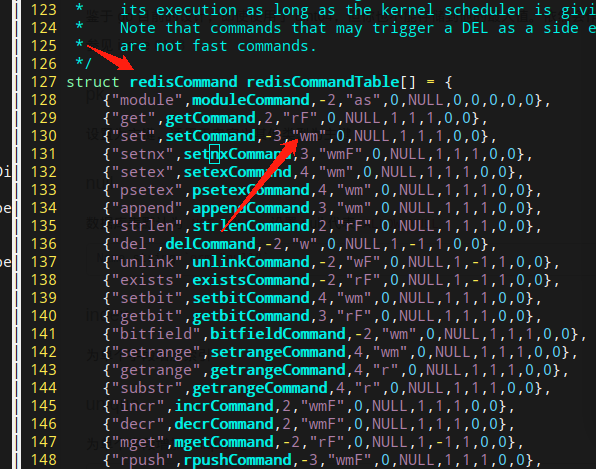 123 * its execution as long as the kernel scheduler is givi
124 * Note that commands that may trigger a DEL as a side e
125 * are not fast commands.
126 */
127 struct redisCommand redisCommandTable[] = {
128 {"module",moduleCommand,-2,"as",0,NULL,0,0,0,0,0},
129 {"get",getCommand,2,"rF",0,NULL,1,1,1,0,0},
130 {"set",setCommand,-3,"wm",0,NULL,1,1,1,0,0},
131 {"setnx",setnxCommand,3,"wmF",0,NULL,1,1,1,0,0},
132 {"setex",setexCommand,4,"wm",0,NULL,1,1,1,0,0},
133 {"psetex",psetexCommand,4,"wm",0,NULL,1,1,1,0,0},
134 {"append",appendCommand,3,"wm",0,NULL,1,1,1,0,0},
135 {"strlen",strlenCommand,2,"rF",0,NULL,1,1,1,0,0},
136 {"del",delCommand,-2,"w",0,NULL,1,-1,1,0,0},
137 {"unlink",unlinkCommand,-2,"wF",0,NULL,1,-1,1,0,0},
138 {"exists",existsCommand,-2,"rF",0,NULL,1,-1,1,0,0},
139 {"setbit",setbitCommand,4,"wm",0,NULL,1,1,1,0,0},
140 {"getbit",getbitCommand,3,"rF",0,NULL,1,1,1,0,0},
141 {"bitfield",bitfieldCommand,-2,"wm",0,NULL,1,1,1,0,0},
142 {"setrange",setrangeCommand,4,"wm",0,NULL,1,1,1,0,0},
143 {"getrange",getrangeCommand,4,"r",0,NULL,1,1,1,0,0},
144 {"substr",getrangeCommand,4,"r",0,NULL,1,1,1,0,0},
145 {"incr",incrCommand,2,"wmF",0,NULL,1,1,1,0,0},
146 {"decr",decrCommand,2,"wmF",0,NULL,1,1,1,0,0},
147 {"mget",mgetCommand,-2,"rF",0,NULL,1,-1,1,0,0},
148 {"rpush",rpushCommand,-3,"wmF",0,NULL,1,1,1,0,0},